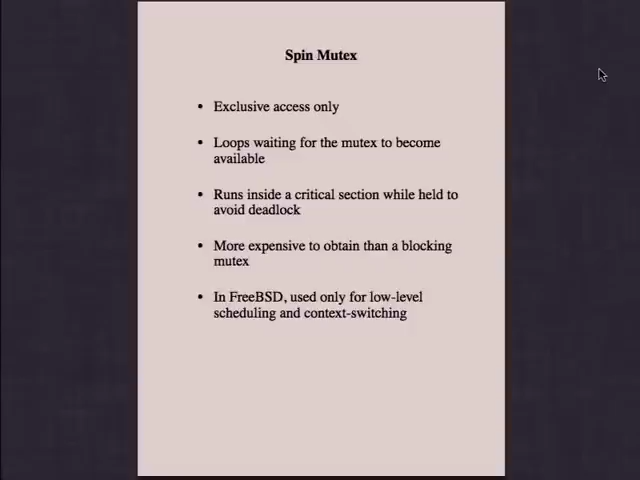 Spin Mutex
• Exclusive access only
• Loops waiting for the mutex to become
available
• Runs inside a critical section while held to
avoid deadlock
• More expensive to obtain than a blocking
mutex
• In FreeBSD, used only for low-level
scheduling and context-switching